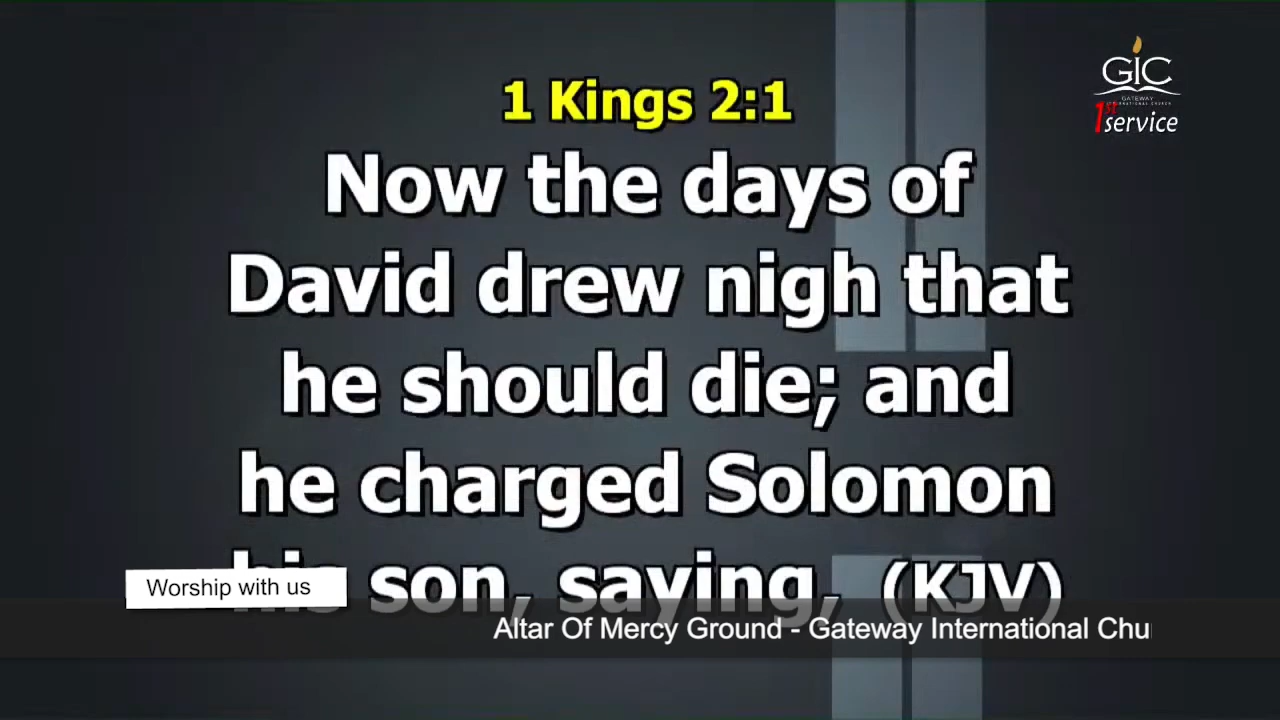 1 Kings 2:1
Now the days of
David drew nigh that
he should die; and
he charged Solomon
his son, saying, (KJV)
GIC
GATEWAY
INTERNATIONAL CHURCH
1st service
Worship with us
Altar Of Mercy Ground - Gateway International Chu